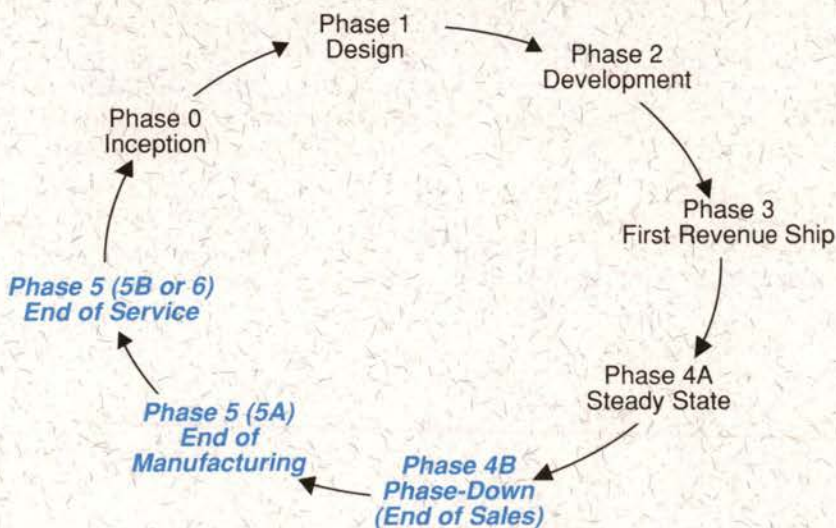 Phase 1
Design
Phase 2
Development
Phase 3
First Revenue Ship
Phase 4A
Steady State
Phase 4B
Phase-Down
(End of Sales)
Phase 5 (5A)
End of
Manufacturing
Phase 5 (5B or 6)
End of Service
Phase 0
Inception